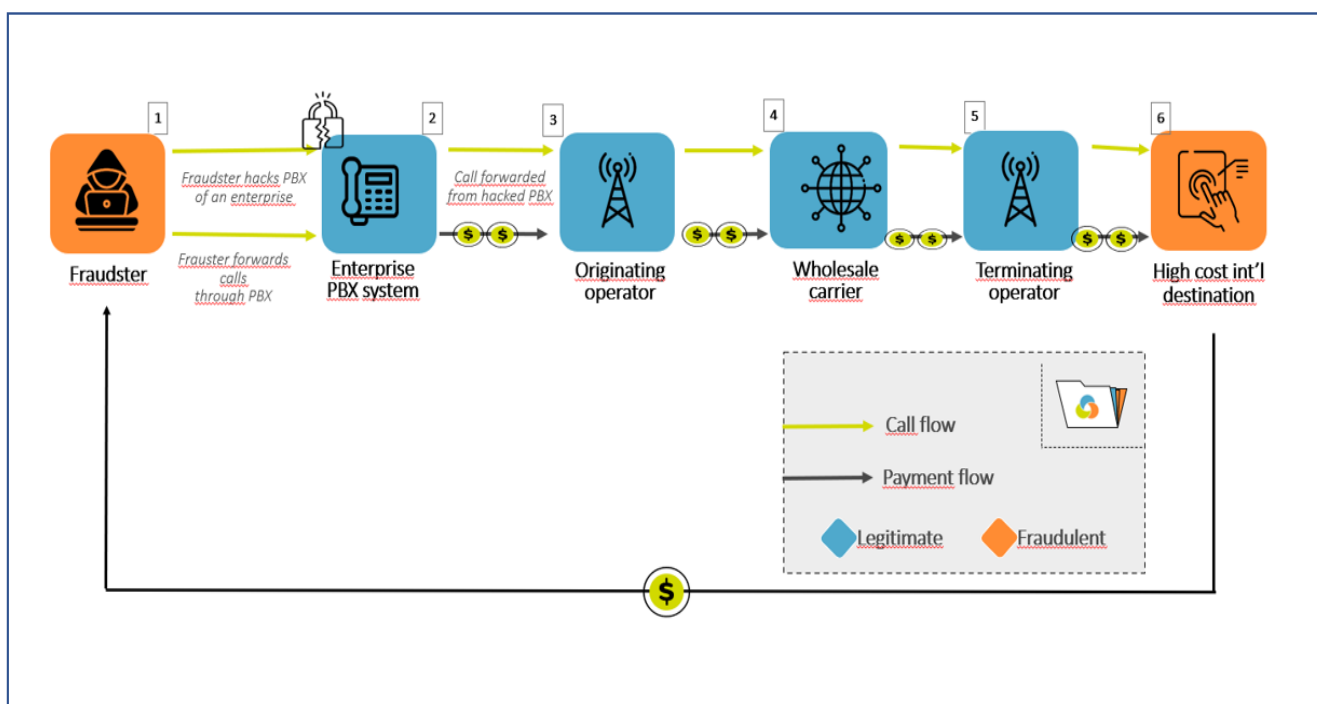 1
2
3
4
5
6
Fraudster hacks PBX
of an enterprise
Call forwarded
from hacked PBX
$ $
$ $
$ $
$ $
Frauster forwards
calls
through PBX
Fraudster
Enterprise
PBX system
Originating
operator
Wholesale
carrier
Terminating
operator
High cost int'l
destination
Call flow
Payment flow
Legitimate
Fraudulent
$